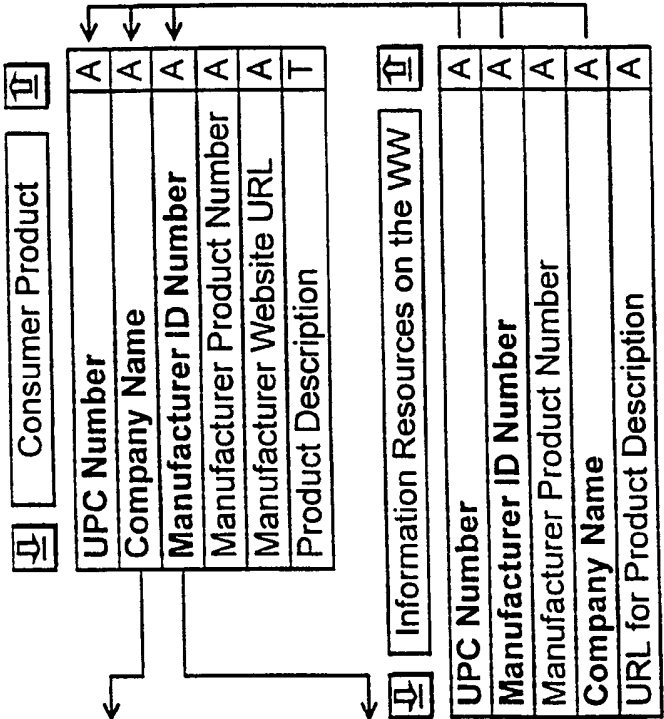 Consumer Product
UPC Number A
Company Name A
Manufacturer ID Number A
Manufacturer Product Number A
Manufacturer Website URL A
Product Description T
Information Resources on the WW
UPC Number A
Manufacturer ID Number A
Manufacturer Product Number A
Company Name A
URL for Product Description A